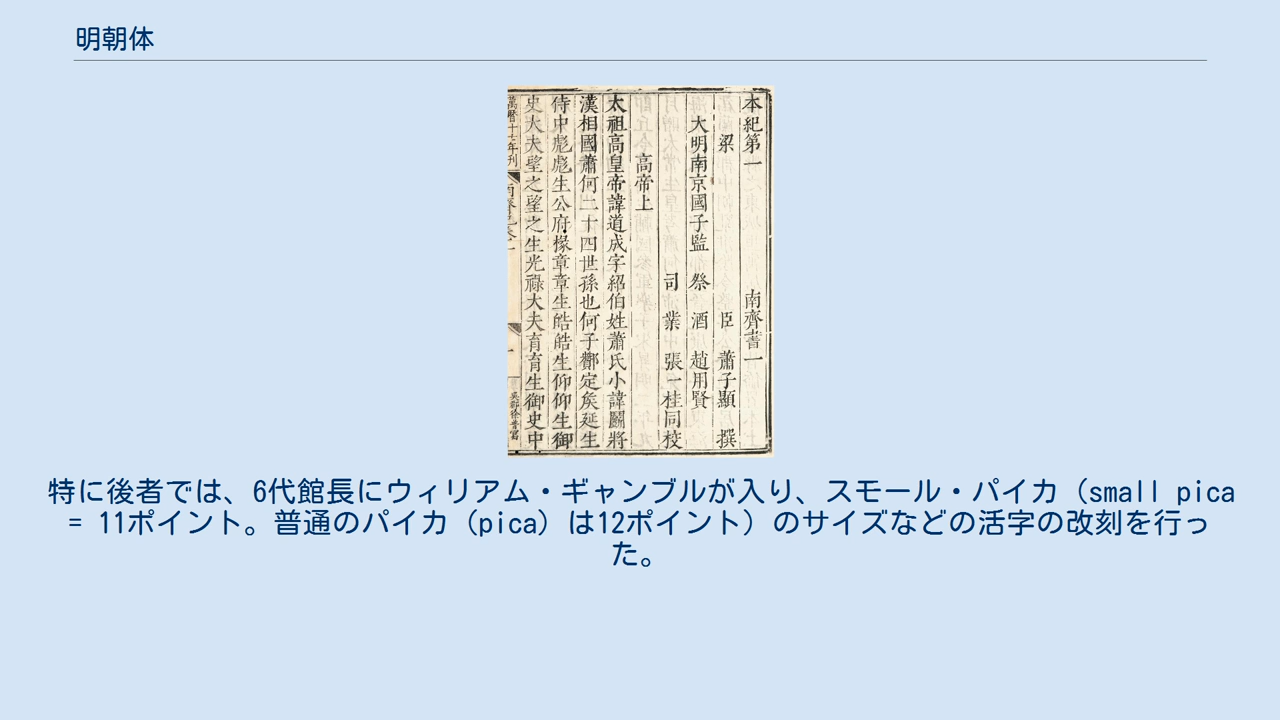 明朝体
本紀第一　南齊書一
梁　臣　蕭子顯　撰
大明南京國子監　祭　酒　趙用賢
司　業　張一桂同校
高帝上
太祖高皇帝諱道成字紹伯姓蕭氏小諱鬭將
漢相國蕭何二十四世孫也何子酇定矦延生
侍中彪彪生公府掾章章生皓皓生仰仰生御
史大夫望之望之生光祿大夫育育生御史中
萬曆十七年刊
特に後者では、6代館長にウィリアム・ギャンブルが入り、スモール・パイカ（small pica
= 11ポイント。普通のパイカ（pica）は12ポイント）のサイズなどの活字の改刻を行っ
た。